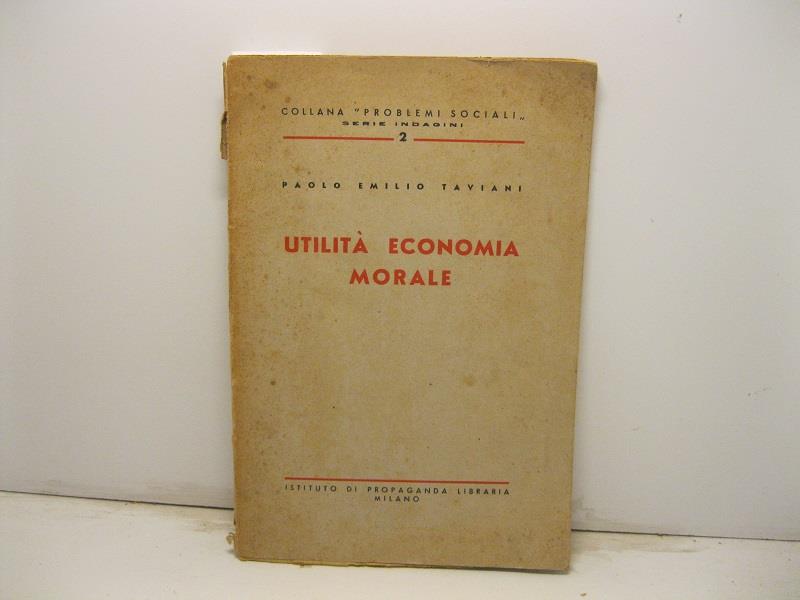 COLLANA "PROBLEMI SOCIALI„
SERIE INDAGINI
2
PAOLO EMILIO TAVIANI
UTILITÀ ECONOMIA
MORALE
ISTITUTO DI PROPAGANDA LIBRARIA
MILANO